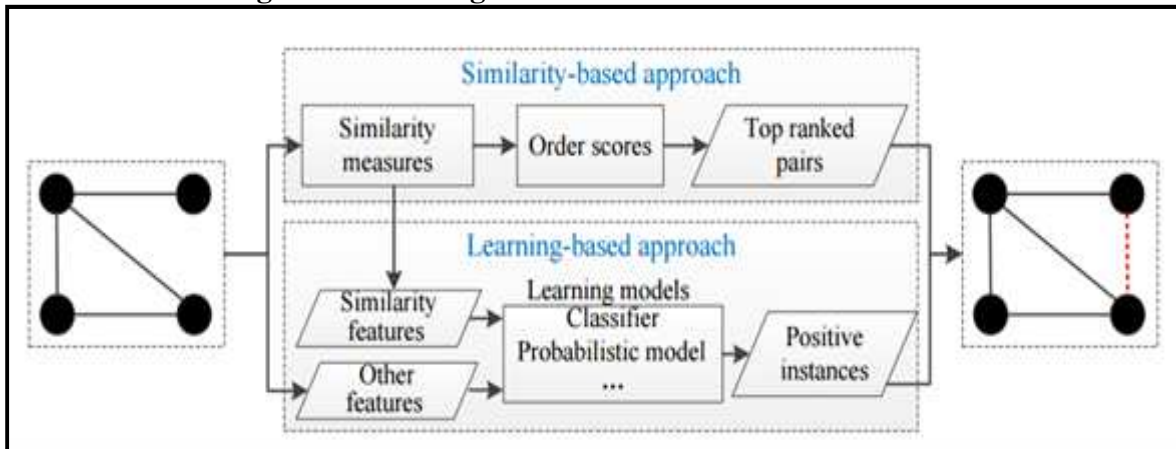 Similarity-based approach
Similarity
measures
Order scores
Top ranked
pairs
Learning-based approach
Similarity
features
Other
features
Learning models
Classifier
Probabilistic model
...
Positive
instances